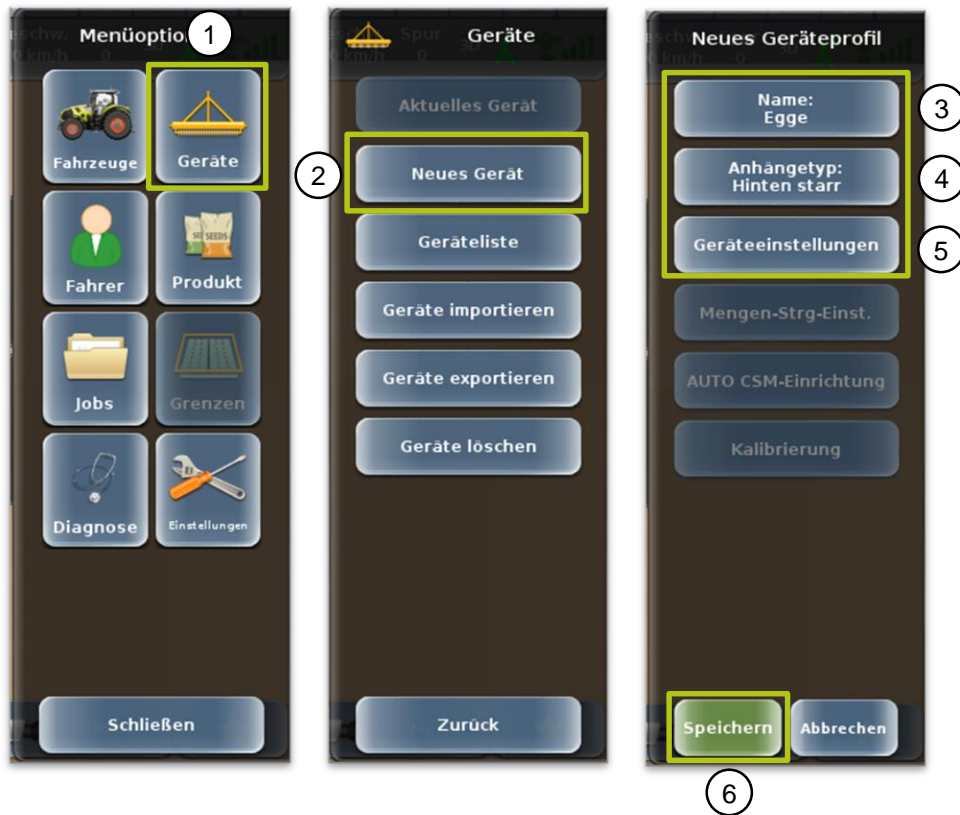 Menüoptio
1
Fahrzeuge
Geräte
Fahrer
Produkt
SEEDS
Jobs
Grenzen
Diagnose
Einstellungen
Schließen
Spur
Geräte
Aktuelles Gerät
2
Neues Gerät
Geräteliste
Geräte importieren
Geräte exportieren
Geräte löschen
Zurück
Neues Geräteprofil
Name:
Egge
3
Anhängetyp:
Hinten starr
4
Geräteeinstellungen
5
Mengen-Strg-Einst.
AUTO CSM-Einrichtung
Kalibrierung
Speichern
Abbrechen
6